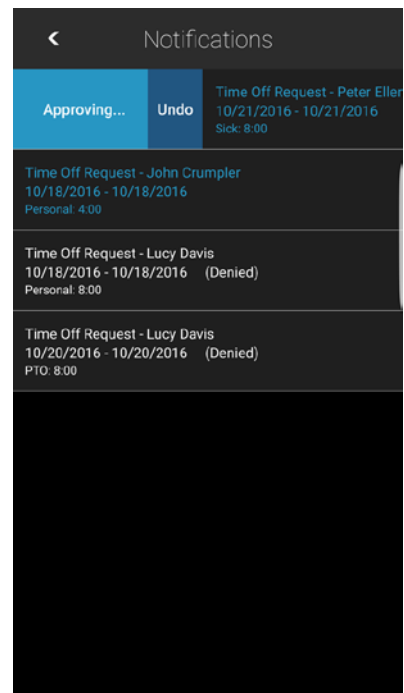 Notifications
Approving...
Undo
Time Off Request - Peter Eller
10/21/2016 - 10/21/2016
Sick: 8:00
Time Off Request - John Crumpler
10/18/2016 - 10/18/2016
Personal: 4:00
Time Off Request - Lucy Davis
10/18/2016 - 10/18/2016 (Denied)
Personal: 8:00
Time Off Request - Lucy Davis
10/20/2016 - 10/20/2016 (Denied)
PTO: 8:00